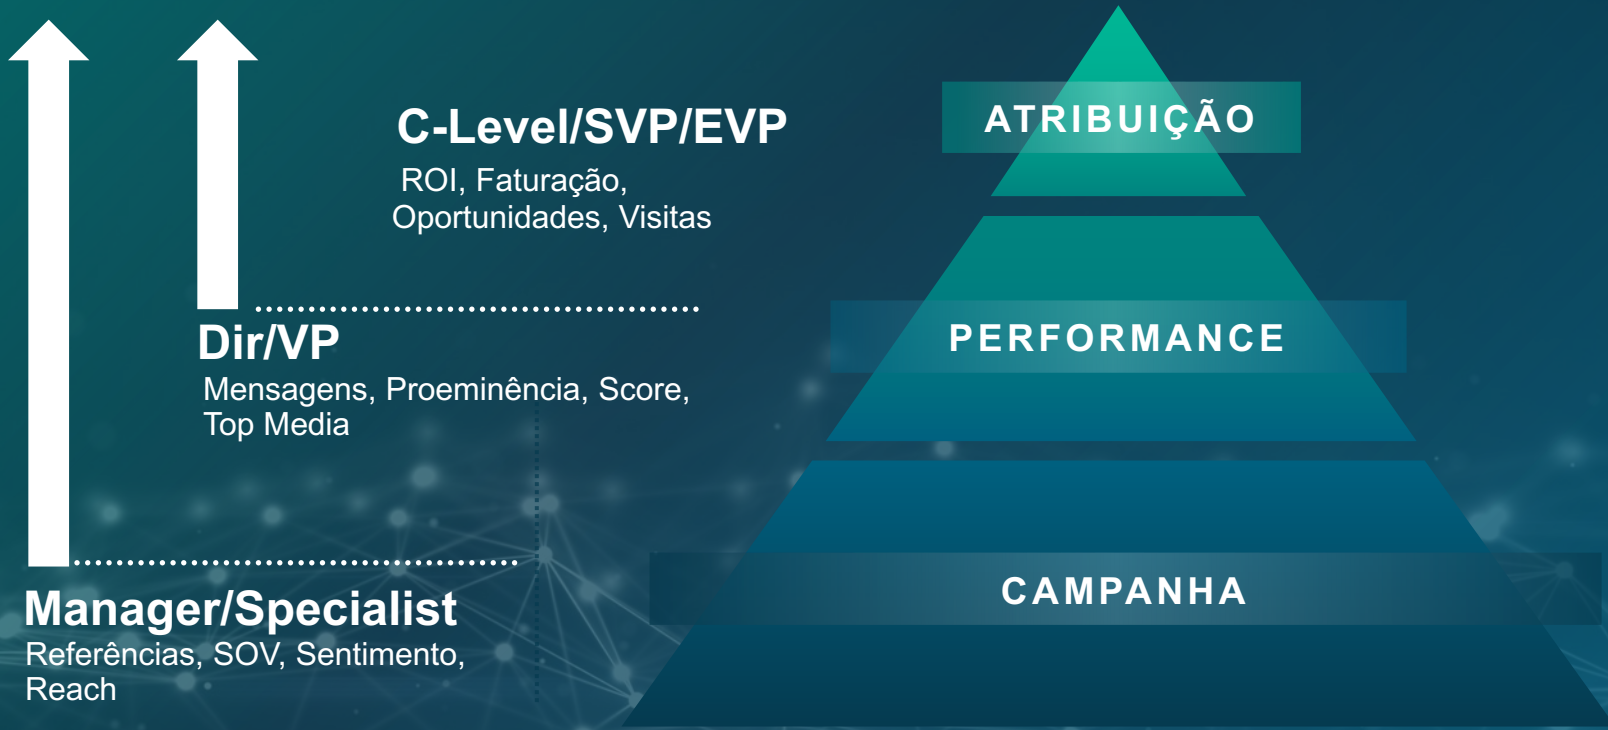 C-Level/SVP/EVP
ROI, Faturação,
Oportunidades, Visitas
ATRIBUIÇÃO
Dir/VP
Mensagens, Proeminência, Score,
Top Media
PERFORMANCE
Manager/Specialist
Referências, SOV, Sentimento,
Reach
CAMPANHA